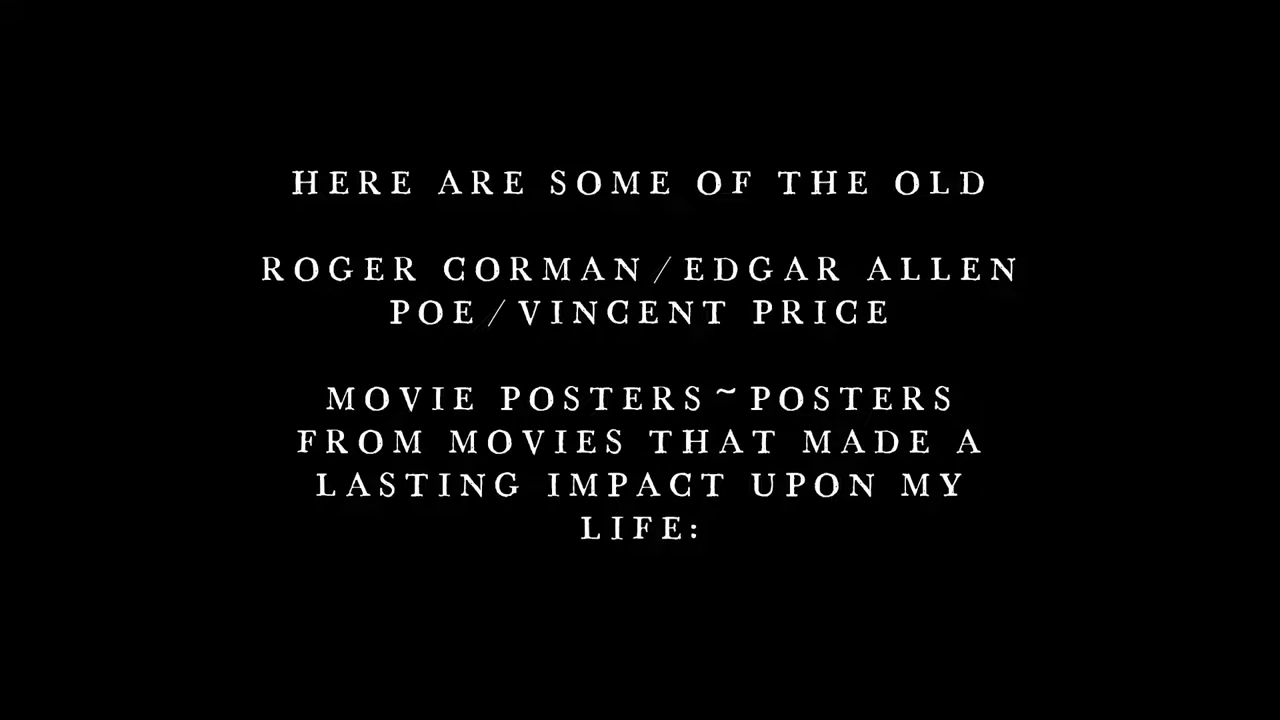 HERE ARE SOME OF THE OLD
ROGER CORMAN/EDGAR ALLEN
POE/VINCENT PRICE
MOVIE POSTERS~POSTERS
FROM MOVIES THAT MADE A
LASTING IMPACT UPON MY
LIFE: